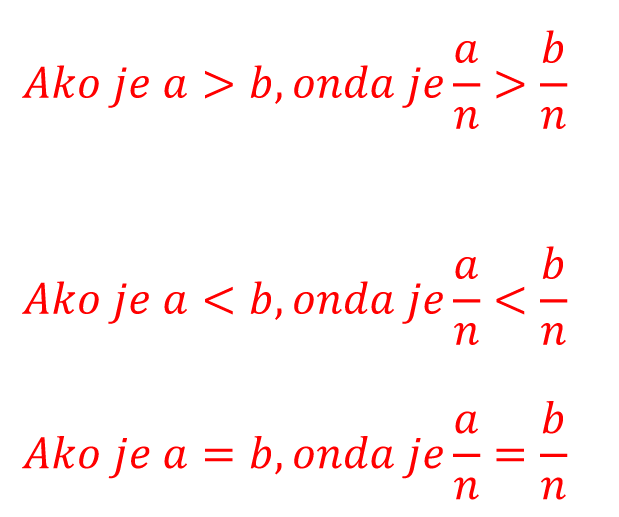 Ako je a > b, onda je a/n > b/n
Ako je a < b, onda je a/n < b/n
Ako je a = b, onda je a/n = b/n